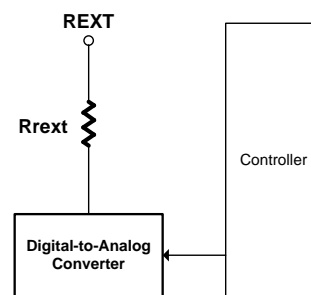 REXT
Rrext
Controller
Digital-to-Analog
Converter